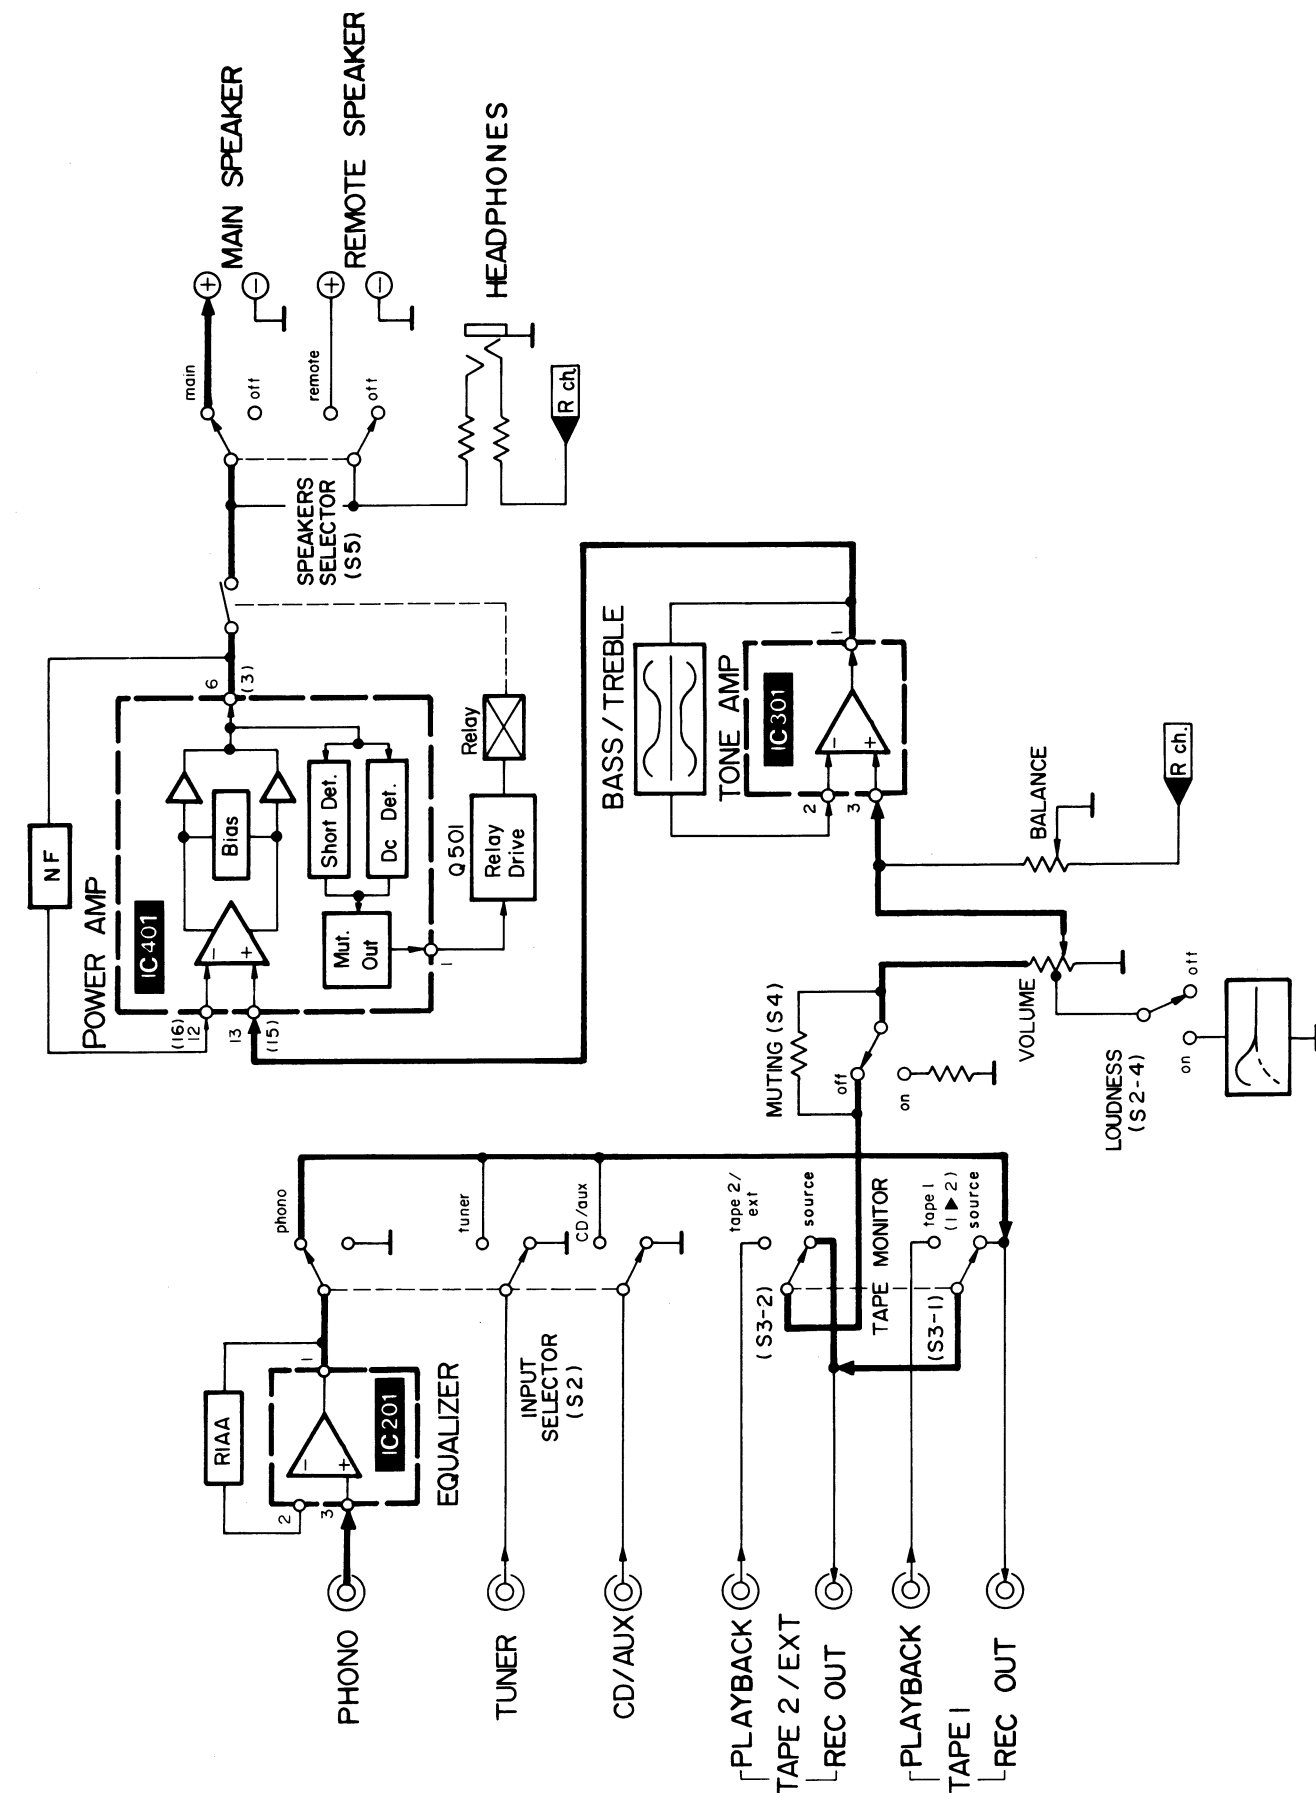 PHONO
TUNER
CD/AUX
PLAYBACK
TAPE 2/EXT
REC OUT
PLAYBACK
TAPE 1
REC OUT
RIAA
2
3
-
+
1
IC201
EQUALIZER
INPUT
SELECTOR
(S2)
phono
tuner
CD/aux
tape 2/
ext
source
(S3-2)
TAPE MONITOR
tape 1
(1▶2)
source
(S3-1)
MUTING (S4)
off
on
VOLUME
LOUDNESS
(S2-4)
off
on
BALANCE
R ch.
BASS/TREBLE
TONE AMP
IC301
2
3
-
+
1
NF
POWER AMP
IC401
(16)
12
13
(15)
-
+
Bias
Short Det.
Dc Det.
Mut.
Out
1
6
(3)
Q501
Relay
Drive
Relay
SPEAKERS
SELECTOR
(S5)
main
off
remote
off
+
-
MAIN SPEAKER
+
-
REMOTE SPEAKER
HEADPHONES
R ch.